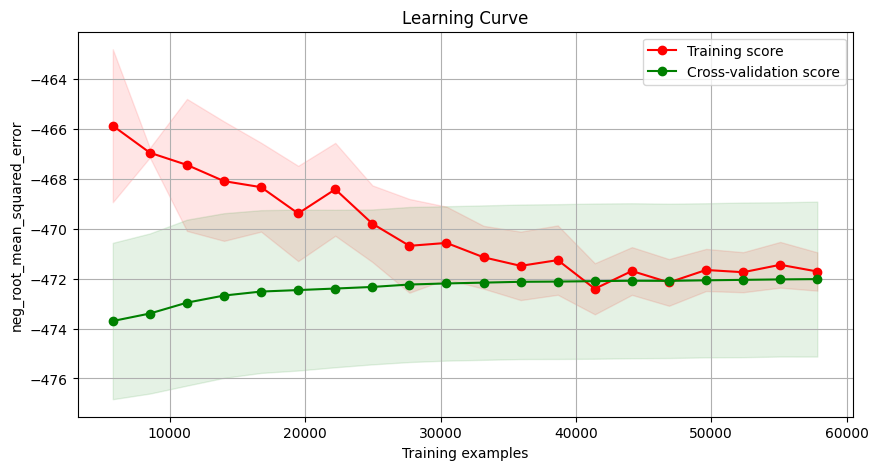 Learning Curve
Training score
Cross-validation score
neg_root_mean_squared_error
−464
−466
−468
−470
−472
−474
−476
10000 20000 30000 40000 50000 60000
Training examples